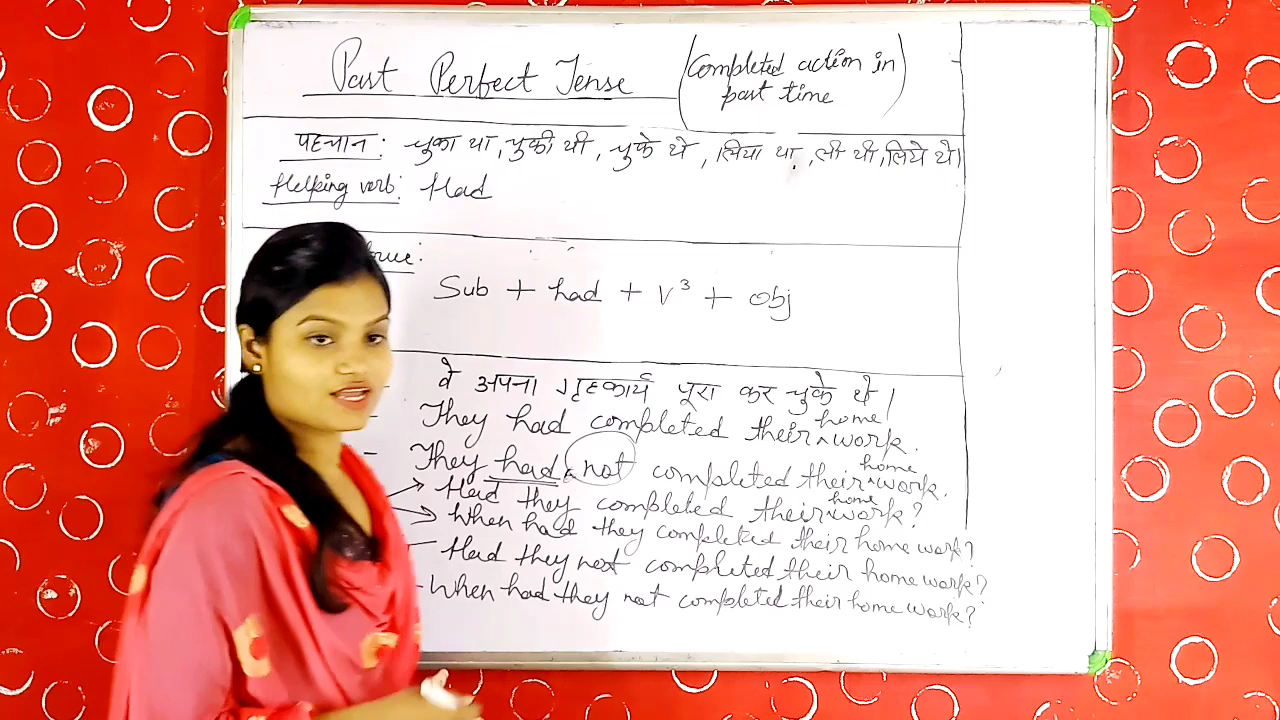 Past Perfect Tense (Completed action in past time)
पहचान: चुका था, चुकी थी, चुके थे, लिया था, ली थी, लिये थे।
Helping verb: Had
Sub + had + V³ + obj
वे अपना गृहकार्य पूरा कर चुके थे।
They had completed their home work.
They had not completed their home work.
Had they completed their home work?
When had they completed their home work?
Had they not completed their home work?
When had they not completed their home work?